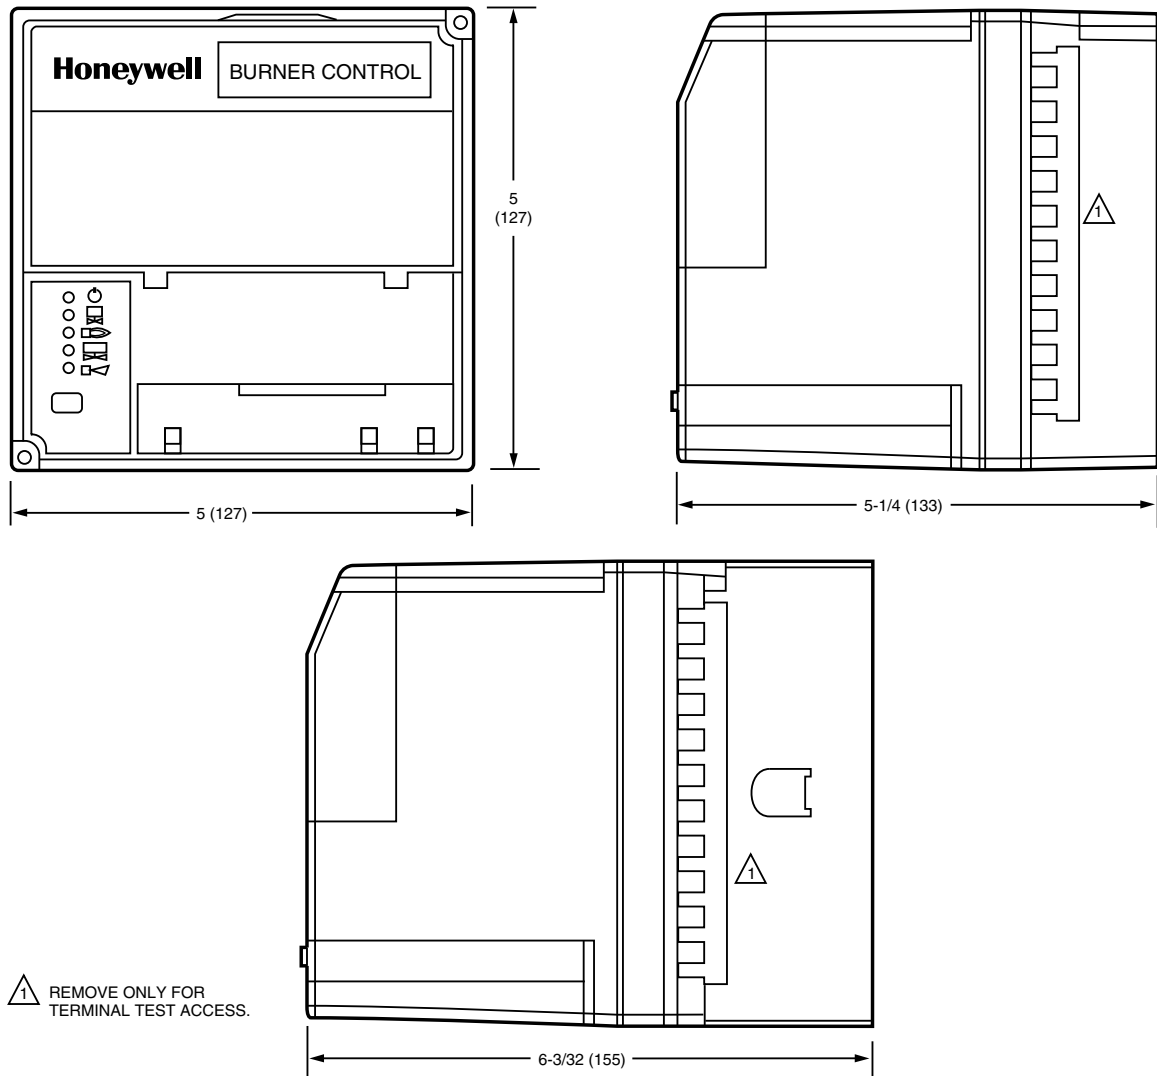 Honeywell
BURNER CONTROL
5
(127)
5 (127)
1
5-1/4 (133)
1
6-3/32 (155)
1
REMOVE ONLY FOR
TERMINAL TEST ACCESS.